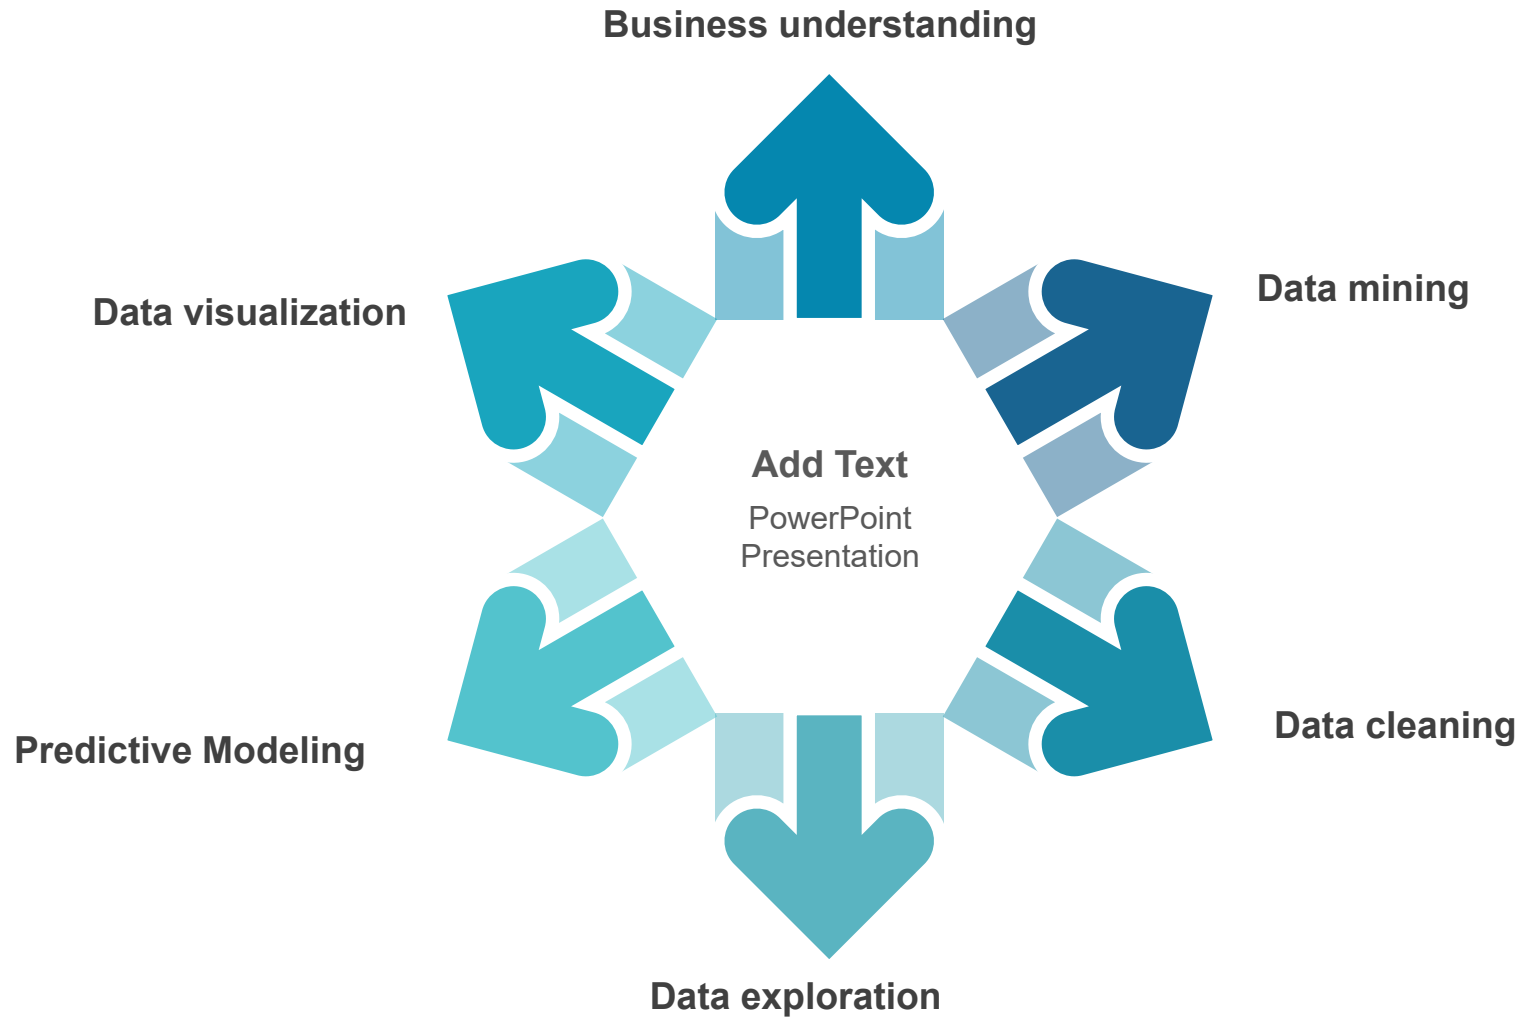 Business understanding
Data mining
Data visualization
Add Text
PowerPoint
Presentation
Data cleaning
Predictive Modeling
Data exploration